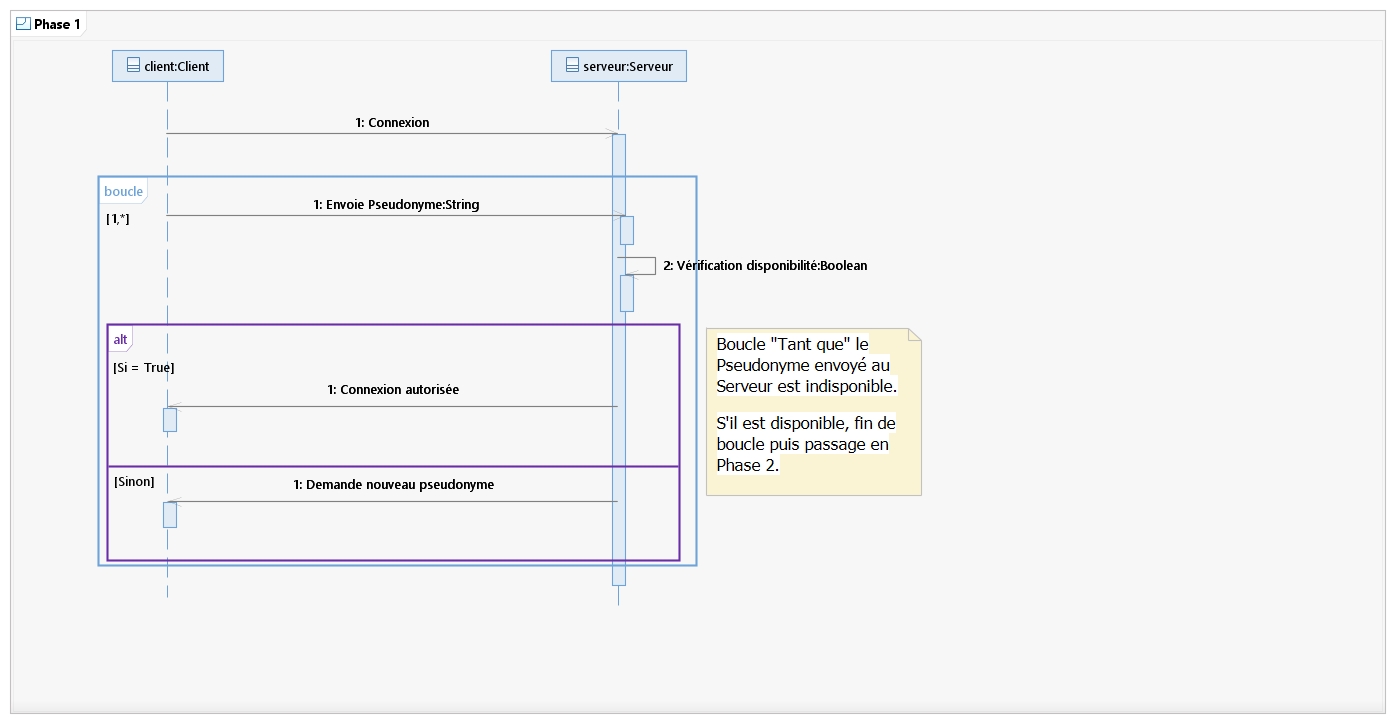 Phase 1
client:Client
serveur:Serveur
1: Connexion
boucle
[1,*]
1: Envoie Pseudonyme:String
2: Vérification disponibilité:Boolean
alt
[Si = True]
1: Connexion autorisée
[Sinon]
1: Demande nouveau pseudonyme
Boucle "Tant que" le
Pseudonyme envoyé au
Serveur est indisponible.
S'il est disponible, fin de
boucle puis passage en
Phase 2.